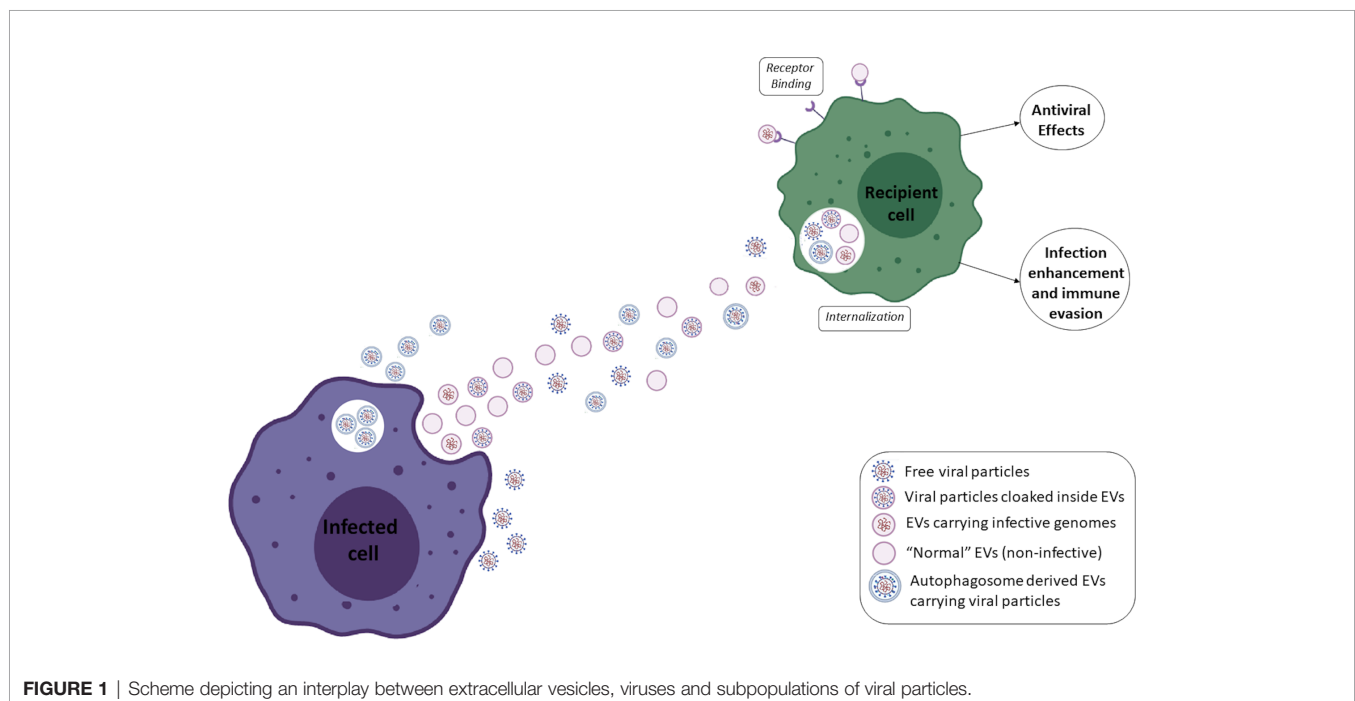 Receptor
Binding
Antiviral
Effects
Recipient
cell
Infection
enhancement
and immune
evasion
Internalization
Infected
cell
Free viral particles
Viral particles cloaked inside EVs
EVs carrying infective genomes
“Normal” EVs (non-infective)
Autophagosome derived EVs
carrying viral particles
FIGURE 1 | Scheme depicting an interplay between extracellular vesicles, viruses and subpopulations of viral particles.